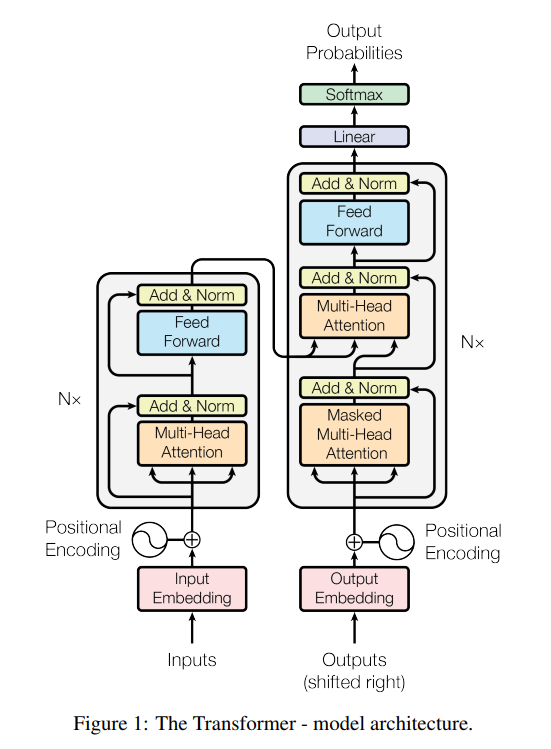 Output
Probabilities
Softmax
Linear
Add & Norm
Feed
Forward
Add & Norm
Multi-Head
Attention
Add & Norm
Masked
Multi-Head
Attention
Nx
Add & Norm
Feed
Forward
Add & Norm
Multi-Head
Attention
N×
Positional
Encoding
Positional
Encoding
Input
Embedding
Output
Embedding
Inputs
Outputs
(shifted right)
Figure 1: The Transformer - model architecture.